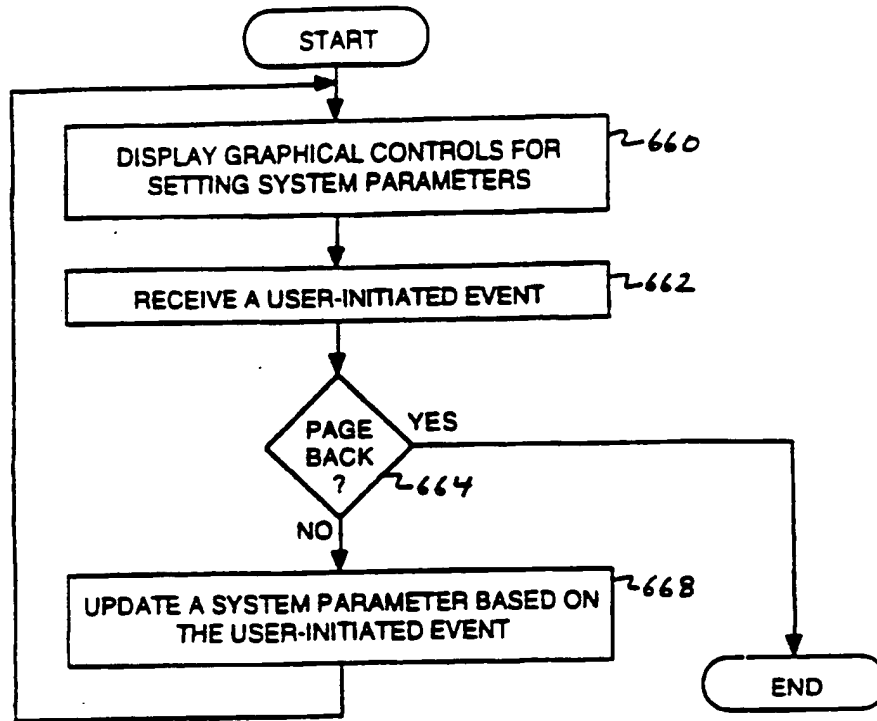 START
DISPLAY GRAPHICAL CONTROLS FOR
SETTING SYSTEM PARAMETERS
660
RECEIVE A USER-INITIATED EVENT
662
PAGE
BACK
?
YES
664
NO
UPDATE A SYSTEM PARAMETER BASED ON
THE USER-INITIATED EVENT
668
END